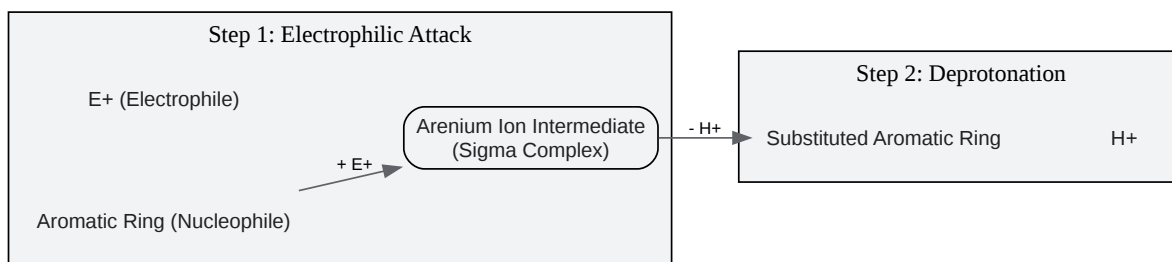 Step 1: Electrophilic Attack
E+ (Electrophile)
Aromatic Ring (Nucleophile)
+ E+
Arenium Ion Intermediate
(Sigma Complex)
- H+
Step 2: Deprotonation
Substituted Aromatic Ring
H+